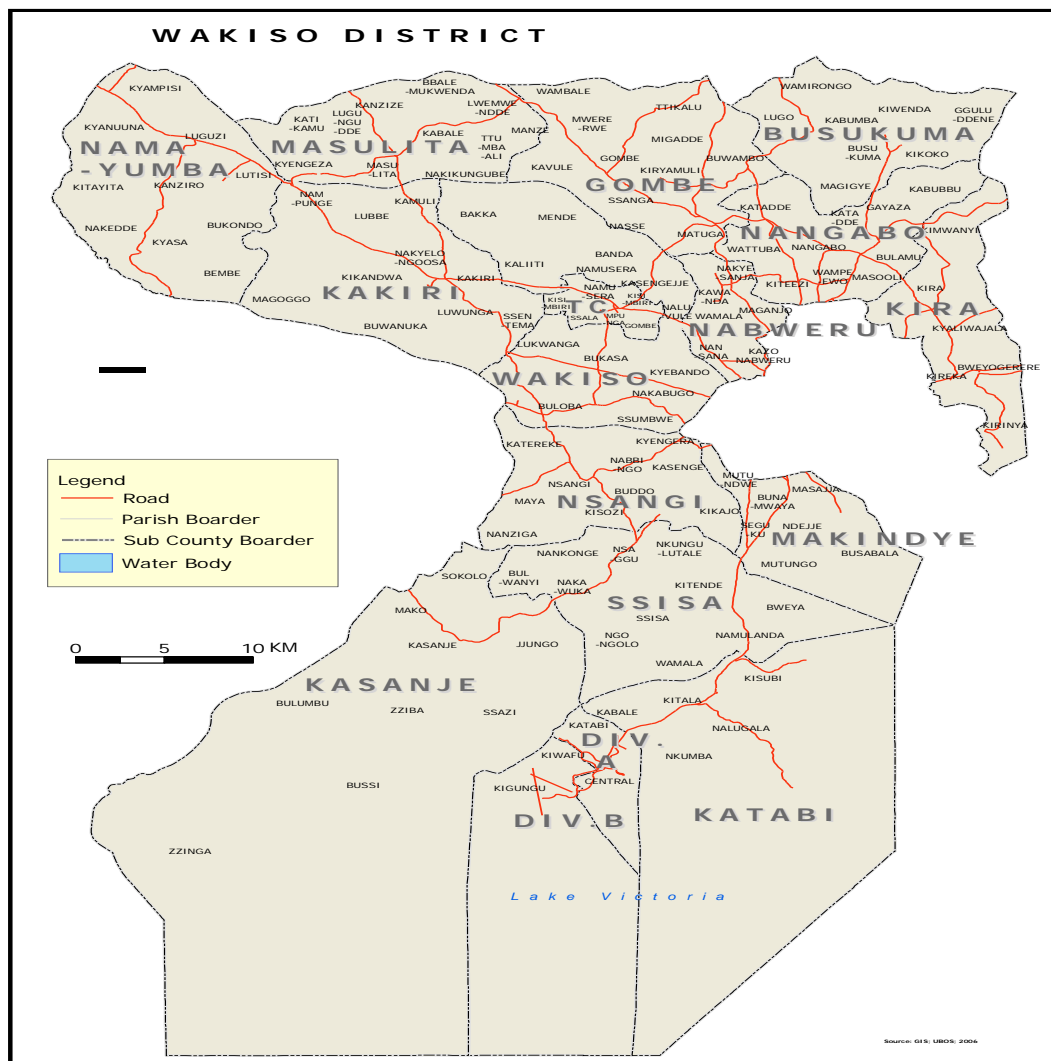 WAKISO DISTRICT
KYAMPISI
BBALE
-MUKWENDA
WAMBALE
WAMIRONGO
KANZIZE
LWEMWE
-NDDE
TTIKALU
KIWENDA
GGULU
-DDENE
KATI
-KAMU
LUGU
-NGU
-DDE
MWERE
-RWE
LUGO
KABUMBA
KYANUUNA
LUGUZI
KABALE
MANZE
MIGADDE
BUSUKUMA
NAMA
-YUMBA
MASULITA
TTU
-MBA
-ALI
BUSU
-KUMA
KIKOKO
KYENGEZA
MASU
-LITA
NAKIKUNGUBE
KAVULE
GOMBE
KIRYAMULI
BUWAMBO
LUTISI
KITAYITA
KANZIRO
GOMBE
MAGIGYE
KABUBBU
NAM
-PUNGE
KAMULI
SSANGA
KATADDE
KATA
-DDE
GAYAZA
LUBBE
BAKKA
MENDE
NASSE
NAKEDDE
BUKONDO
MATUGA
NANGABO
KIMWANYI
KYASA
NAKYELO
-NGOOSA
KALIITI
BANDA
WATTUBA
NANGABO
BULAMU
BEMBE
KIKANDWA
KAKIRI
NAMUSERA
NAKYE
-SANJA
WAMPE
-EWO
MASOOLI
KASENGEJJE
KITEEZI
MAGOGGO
KAKIRI
NAMU
-SERA
KISI
-MBIRI
KISI
-MBIRI
KAWA
-NDA
KIRA
LUWUNGA
SSEN
-TEMA
TC
SSALA
MPU
-NGA
GOMBE
NALU
-VULE
WAMALA
MAGANJO
KIRA
BUWANUKA
NABWERU
KYALIWAJALA
LUKWANGA
BUKASA
NAN
-SANA
KAZO
NABWERU
BWEYOGERERE
WAKISO
KYEBANDO
KIREKA
NAKABUGO
BULOBA
SSUMBWE
KIRINYA
KATEREKE
KYENGERA
NABBI
-NGO
KASENGE
Legend
Road
Parish Boarder
Sub County Boarder
Water Body
MUTU
-NDWE
NSANGI
BUDDO
BUNA
-MWAYA
MASAJJA
MAYA
NSANGI
KISOZI
KIKAJO
SEGU
-KU
NDEJJE
MAKINDYE
NANZIGA
NANKONGE
NSA
-GGU
NKUNGU
-LUTALE
BUSABALA
MUTUNGO
SOKOLO
BUL
-WANYI
NAKA
-WUKA
KITENDE
MAKO
SSISA
SSISA
BWEYA
KASANJE
JJUNGO
NGO
-NGOLO
NAMULANDA
0 5 10 KM
WAMALA
KISUBI
KASANJE
BULUMBU
ZZIBA
SSAZI
KABALE
KITALA
KATABI
NALUGALA
DIV.
A
KIWAFU
NKUMBA
BUSSI
KIGUNGU
CENTRAL
DIV.B
KATABI
ZZINGA
Lake Victoria
Source: GIS; UBOS; 2006